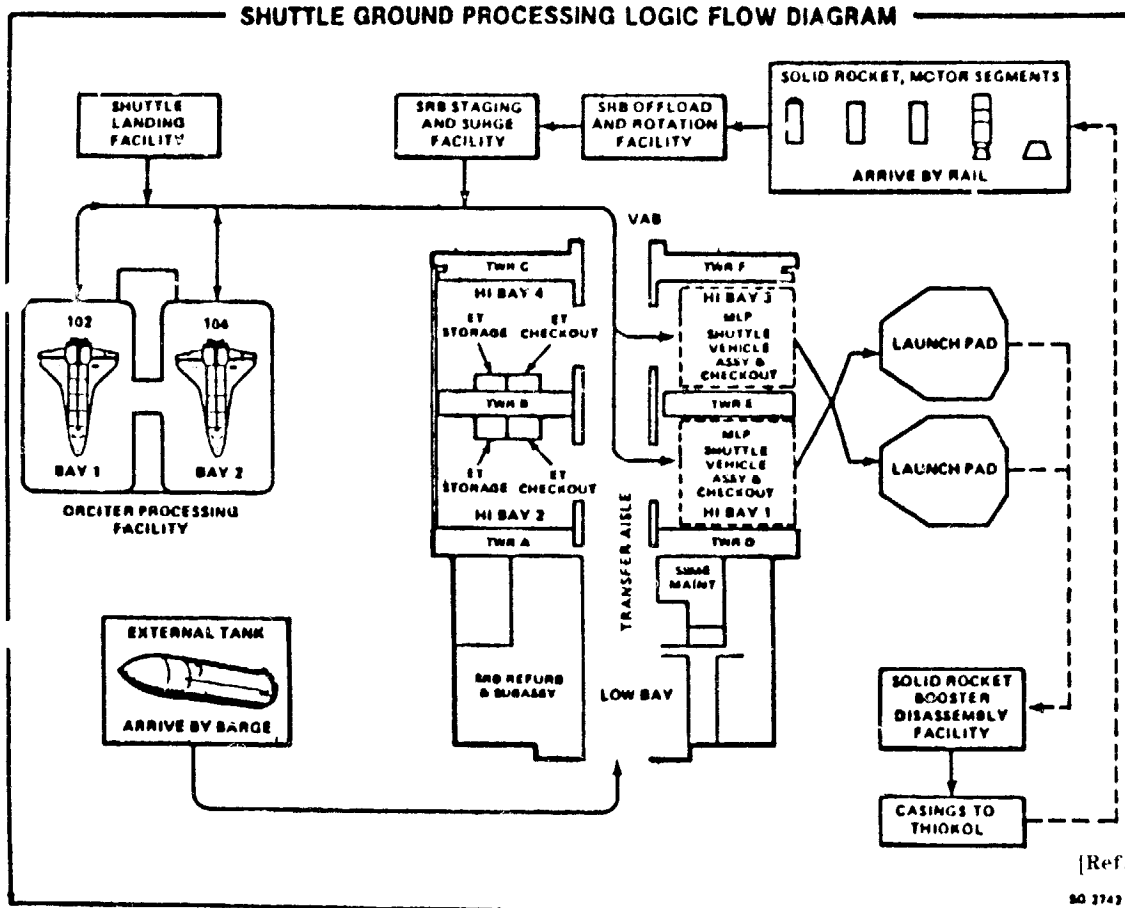 SHUTTLE GROUND PROCESSING LOGIC FLOW DIAGRAM
SHUTTLE
LANDING
FACILITY
SRB STAGING
AND SURGE
FACILITY
SRB OFFLOAD
AND ROTATION
FACILITY
SOLID ROCKET, MOTOR SEGMENTS
ARRIVE BY RAIL
VAB
TWR C
HI BAY 4
ET
STORAGE
ET
CHECKOUT
TWR B
ET
STORAGE
ET
CHECKOUT
HI BAY 2
TWR A
TWR F
HI BAY 3
MLP
SHUTTLE
VEHICLE
ASSY &
CHECKOUT
TWR E
MLP
SHUTTLE
VEHICLE
ASSY &
CHECKOUT
HI BAY 1
TWR D
TRANSFER AISLE
LAUNCH PAD
LAUNCH PAD
102
BAY 1
104
BAY 2
ORCITER PROCESSING
FACILITY
EXTERNAL TANK
ARRIVE BY BARGE
SRB REFURB
& SUBASSY
LOW BAY
MAINT
SOLID ROCKET
BOOSTER
DISASSEMBLY
FACILITY
CASINGS TO
THIOKOL
[Ref.
SO 2742